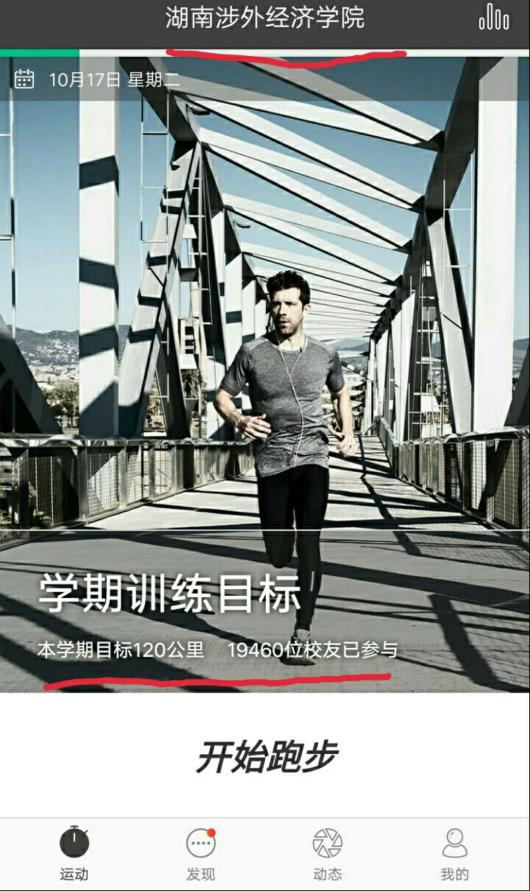 湖南涉外经济学院
10月17日 星期二
学期训练目标
本学期目标120公里 19460位校友已参与
开始跑步
运动 发现 动态 我的